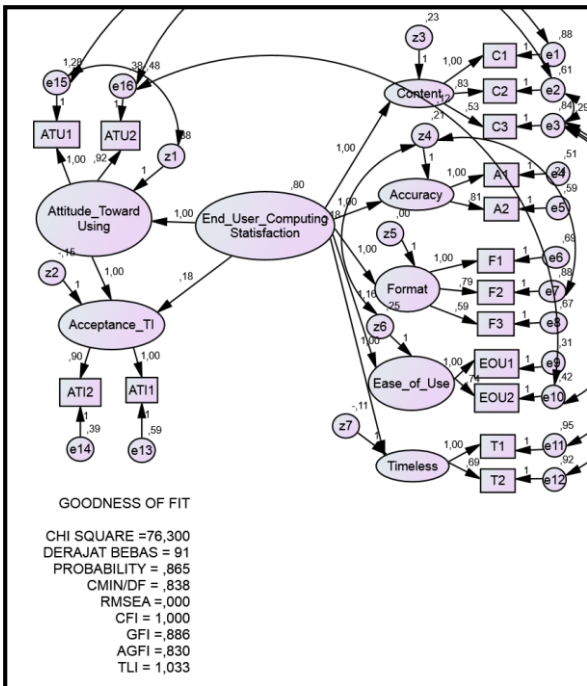 ,23
z3
1
Content
1,00
C1
1
e1
,88
,83
C2
1
e2
,61
,53
C3
1
e3
,84
,29
,12
1,28
e15
1
ATU1
,38
,48
e16
1
ATU2
1,00
,92
z1
1
Attitude_Toward
Using
1,00
,80
End_User_Computing
Statisfaction
1,00
,21
z4
1
Accuracy
1,00
,18
1,00
A1
1
e4
,51
,81
A2
1
e5
,59
,00
z5
1
Format
1,00
1,00
F1
1
e6
,69
,79
F2
1
e7
,88
,59
F3
1
e8
,67
-,15
z2
1
1,00
,18
Acceptance_TI
,90
1,00
ATI2
ATI1
1
1
,39
,59
e14
e13
1,16
,25
z6
1
1,00
Ease_of_Use
1,00
EOU1
1
e9
,31
,74
EOU2
1
e10
,42
-,11
z7
1
Timeless
1,00
T1
1
e11
,95
,69
T2
1
e12
,92
GOODNESS OF FIT
CHI SQUARE =76,300
DERAJAT BEBAS = 91
PROBABILITY = ,865
CMIN/DF = ,838
RMSEA =,000
CFI = 1,000
GFI =,886
AGFI =,830
TLI = 1,033